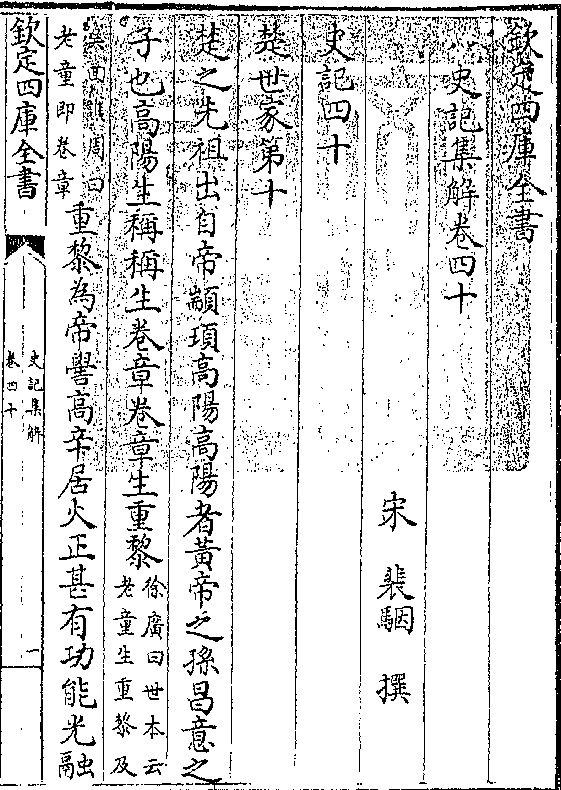 欽定四庫全書
史記集解卷四十
宋　裴駰　撰
史記四十
楚世家第十
楚之先祖出自帝顓頊高陽高陽者黃帝之孫昌意之
子也高陽生稱稱生卷章卷章生重黎徐廣曰世本云
老童生重黎及
吳回譙周曰
老童即卷章
重黎為帝嚳高辛居火正甚有功能光融
欽定四庫全書
史記集解
卷四十
一